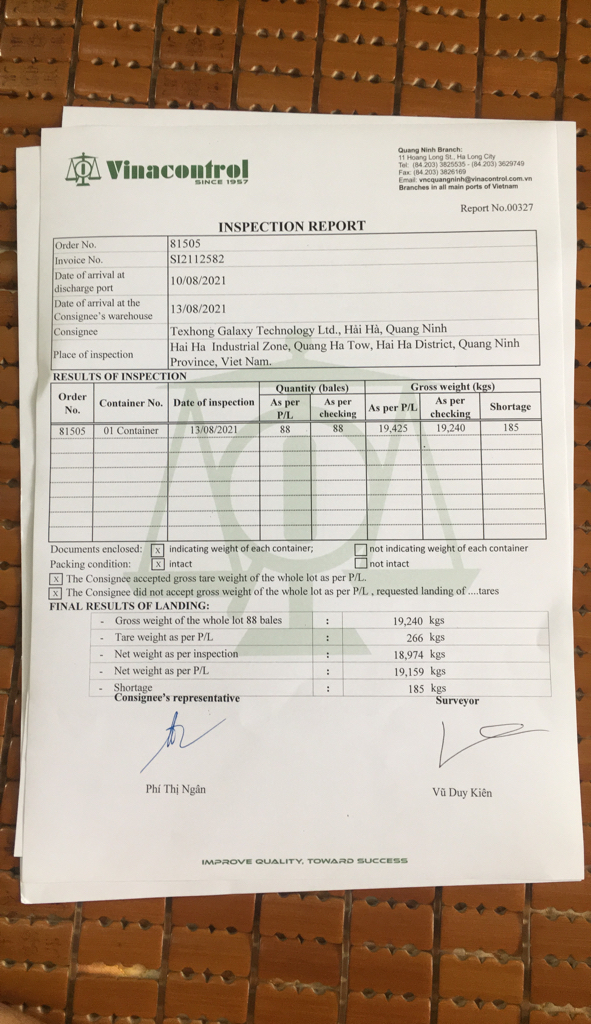 Vinacontrol
SINCE 1957
Quang Ninh Branch:
11 Hoang Long St., Ha Long City
Tel: (84.203) 3825535 - (84.203) 3629749
Fax: (84.203) 3826169
Email: vncquangninh@vinacontrol.com.vn
Branches in all main ports of Vietnam
Report No.00327
INSPECTION REPORT
Order No. 81505
Invoice No. SI2112582
Date of arrival at discharge port 10/08/2021
Date of arrival at the Consignee's warehouse 13/08/2021
Consignee Texhong Galaxy Technology Ltd., Hải Hà, Quang Ninh
Place of inspection Hai Ha Industrial Zone, Quang Ha Tow, Hai Ha District, Quang Ninh
Province, Viet Nam.
RESULTS OF INSPECTION
Order No. Container No. Date of inspection Quantity (bales) Gross weight (kgs)
As per P/L As per checking As per P/L As per checking Shortage
81505 01 Container 13/08/2021 88 88 19,425 19,240 185
Documents enclosed: x indicating weight of each container; not indicating weight of each container
Packing condition: x intact not intact
x The Consignee accepted gross tare weight of the whole lot as per P/L.
x The Consignee did not accept gross weight of the whole lot as per P/L , requested landing of ....tares
FINAL RESULTS OF LANDING:
- Gross weight of the whole lot 88 bales : 19,240 kgs
- Tare weight as per P/L : 266 kgs
- Net weight as per inspection : 18,974 kgs
- Net weight as per P/L : 19,159 kgs
- Shortage : 185 kgs
Consignee's representative Surveyor
Phí Thị Ngân Vũ Duy Kiên
IMPROVE QUALITY, TOWARD SUCCESS